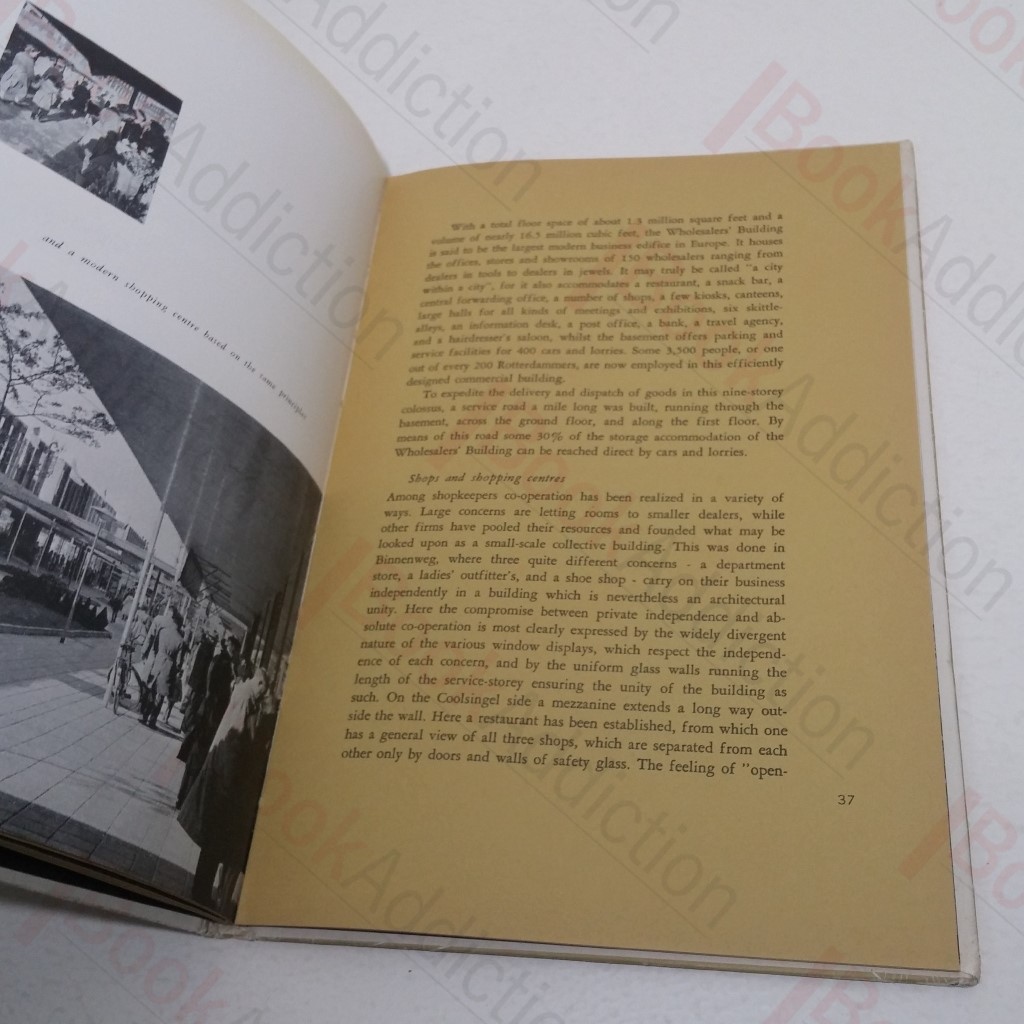 and a modern shopping centre based on the same principles
With a total floor space of about 1.3 million square feet and a
volume of nearly 16.5 million cubic feet, the Wholesalers' Building
is said to be the largest modern business edifice in Europe. It houses
the offices, stores and showrooms of 150 wholesalers ranging from
dealers in tools to dealers in jewels. It may truly be called "a city
within a city", for it also accommodates a restaurant, a snack bar, a
central forwarding office, a number of shops, a few kiosks, canteens,
large halls for all kinds of meetings and exhibitions, six skittle-
alleys, an information desk, a post office, a bank, a travel agency,
and a hairdresser's saloon, whilst the basement offers parking and
service facilities for 400 cars and lorries. Some 3,500 people, or one
out of every 200 Rotterdammers, are now employed in this efficiently
designed commercial building.
To expedite the delivery and dispatch of goods in this nine-storey
colossus, a service road a mile long was built, running through the
basement, across the ground floor, and along the first floor. By
means of this road some 30% of the storage accommodation of the
Wholesalers' Building can be reached direct by cars and lorries.
Shops and shopping centres
Among shopkeepers co-operation has been realized in a variety of
ways. Large concerns are letting rooms to smaller dealers, while
other firms have pooled their resources and founded what may be
looked upon as a small-scale collective building. This was done in
Binnenweg, where three quite different concerns - a department
store, a ladies' outfitter's, and a shoe shop - carry on their business
independently in a building which is nevertheless an architectural
unity. Here the compromise between private independence and ab-
solute co-operation is most clearly expressed by the widely divergent
nature of the various window displays, which respect the independ-
ence of each concern, and by the uniform glass walls running the
length of the service-storey ensuring the unity of the building as
such. On the Coolsingel side a mezzanine extends a long way out-
side the wall. Here a restaurant has been established, from which one
has a general view of all three shops, which are separated from each
other only by doors and walls of safety glass. The feeling of "open-
37
BookAddiction